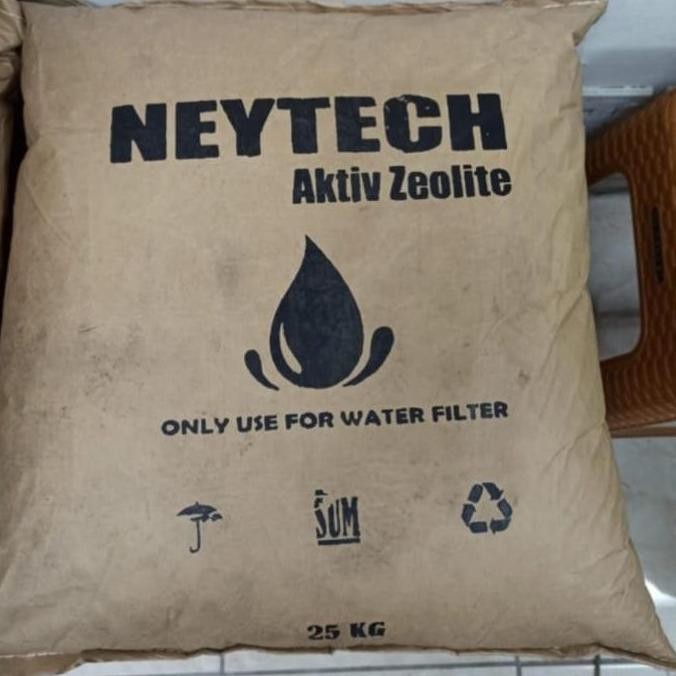 NEYTECH
Aktiv Zeolite
ONLY USE FOR WATER FILTER
SUM
25 KG